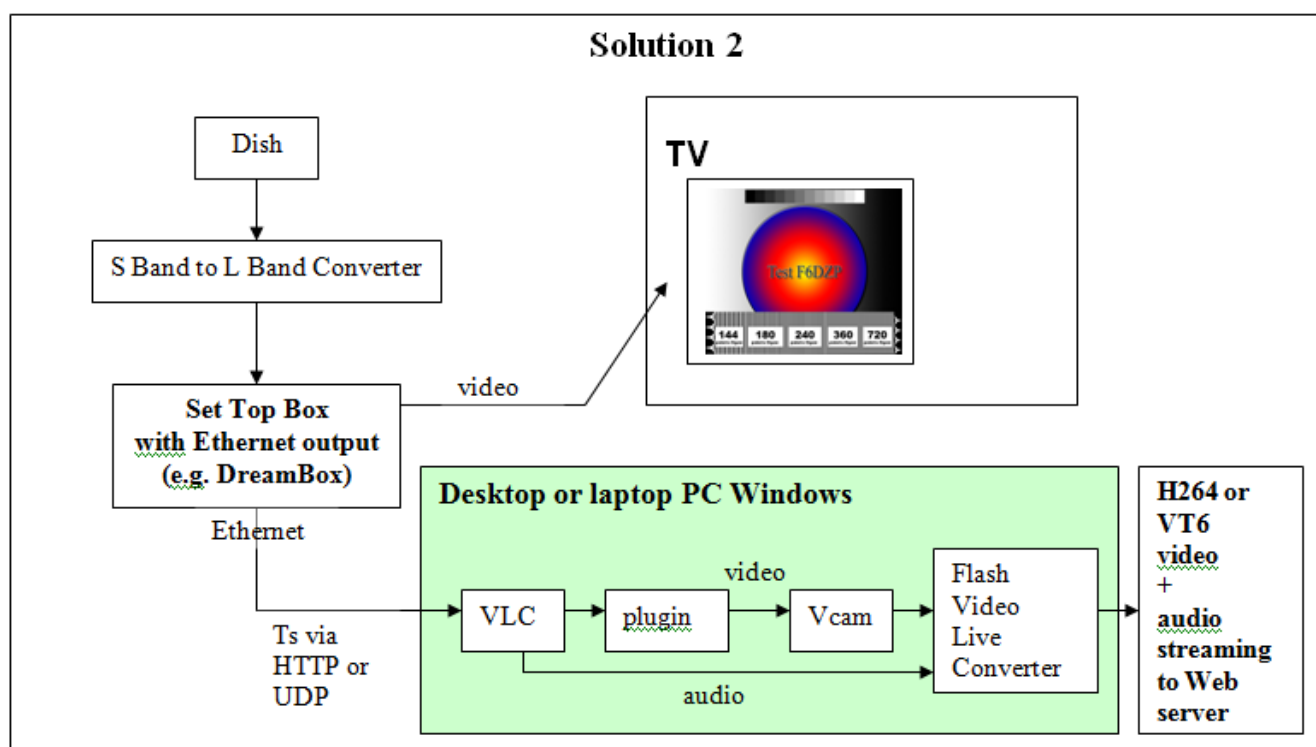 Solution 2
Dish
TV
S Band to L Band Converter
Test F6DZP
144
180
240
360
720
video
Set Top Box
with Ethernet output
(e.g. DreamBox)
Desktop or laptop PC Windows
H264 or
VT6
video
+
audio
streaming
to Web
server
Ethernet
video
Flash
Video
Live
Converter
VLC
plugin
Vcam
Ts via
HTTP or
UDP
audio